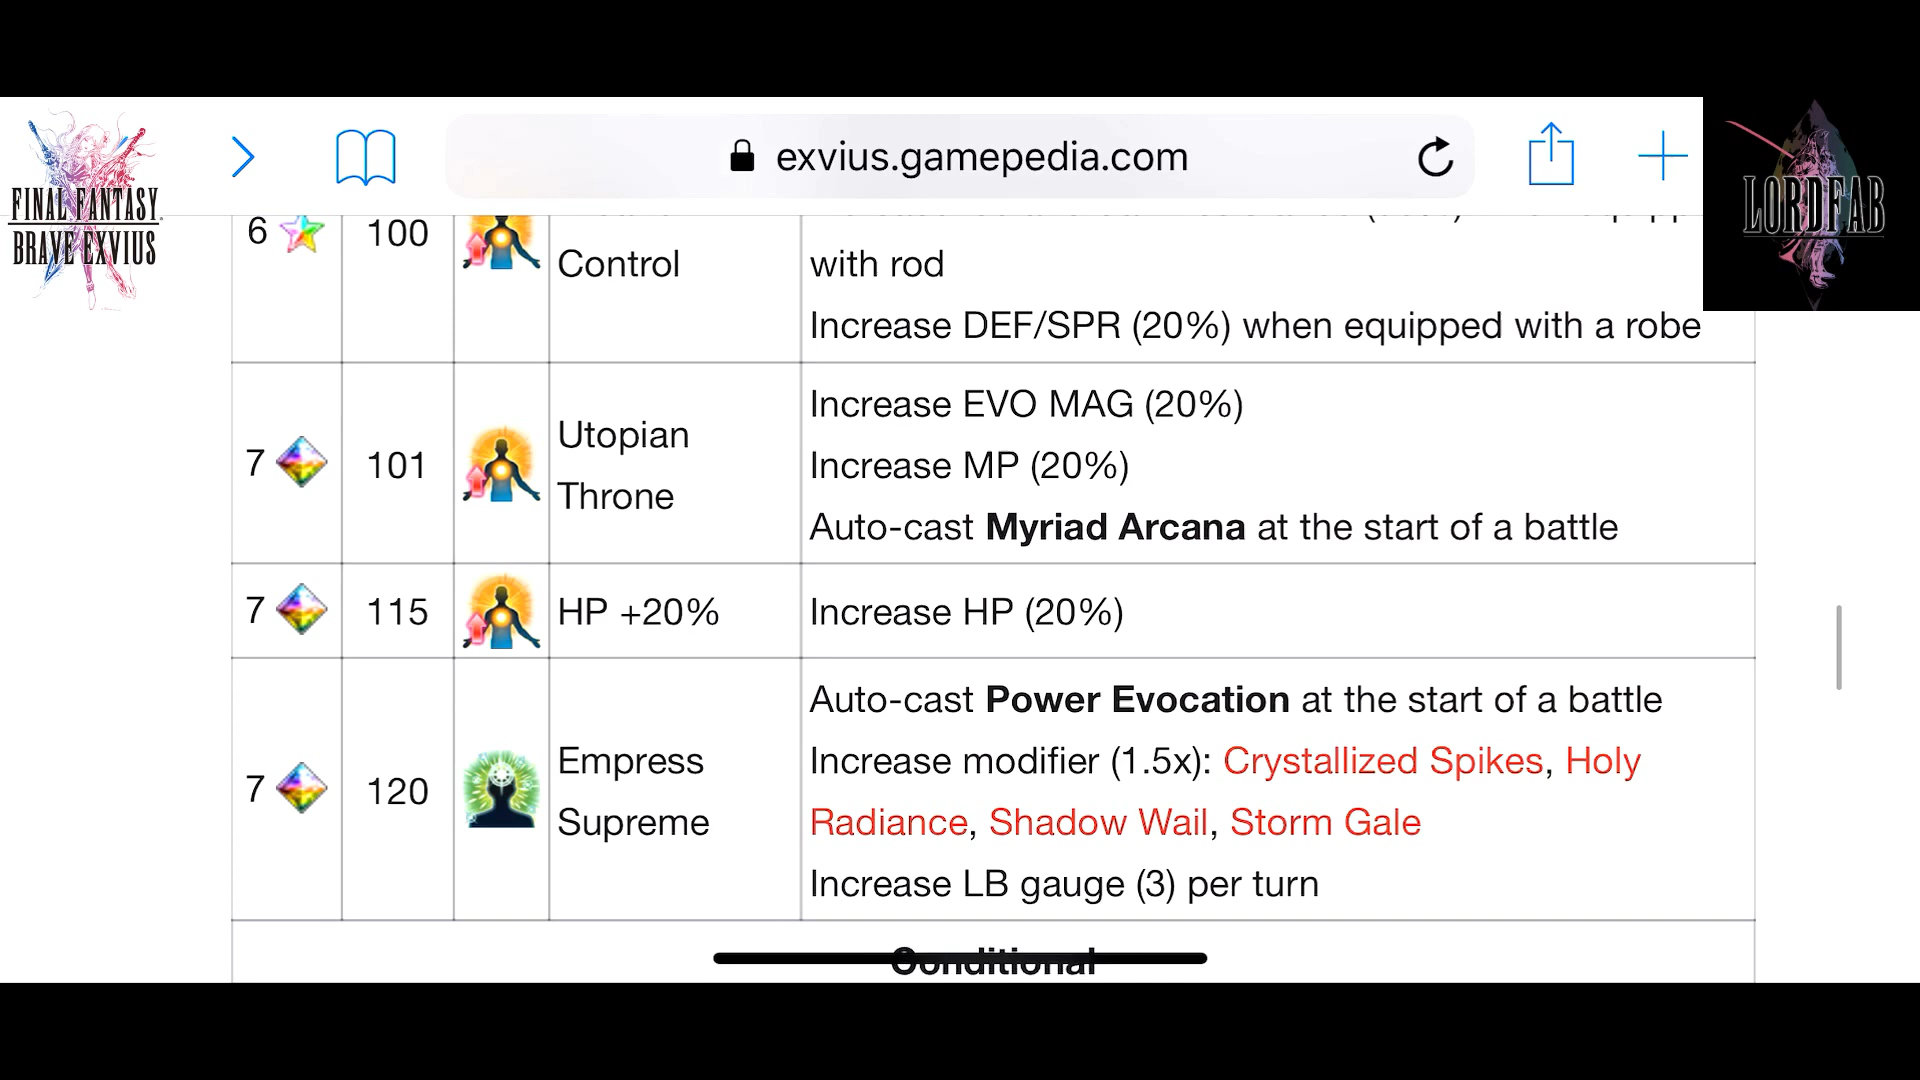 exvius.gamepedia.com
FINAL FANTASY
BRAVE EXVIUS
LORDFAB
6 100 Control
with rod
Increase DEF/SPR (20%) when equipped with a robe
7 101 Utopian Throne
Increase EVO MAG (20%)
Increase MP (20%)
Auto-cast Myriad Arcana at the start of a battle
7 115 HP +20% Increase HP (20%)
7 120 Empress Supreme
Auto-cast Power Evocation at the start of a battle
Increase modifier (1.5x): Crystallized Spikes, Holy
Radiance, Shadow Wail, Storm Gale
Increase LB gauge (3) per turn
Conditional